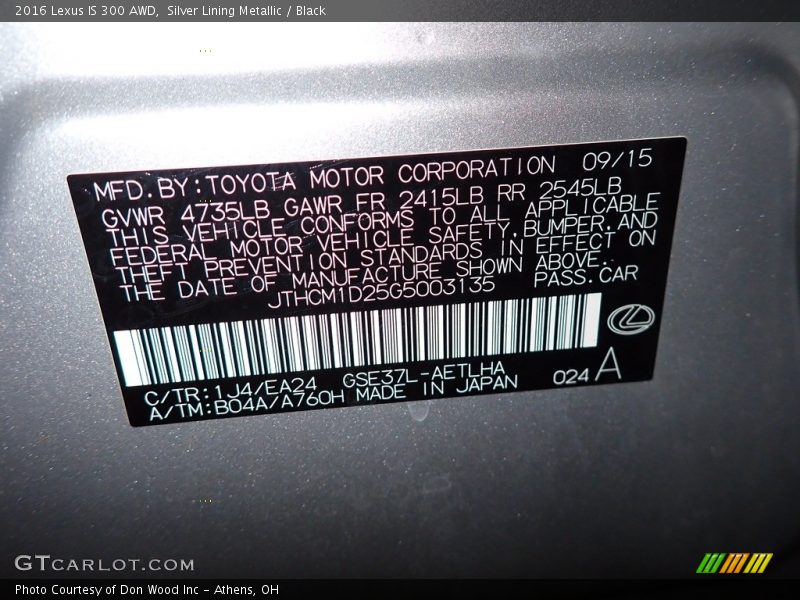 2016 Lexus IS 300 AWD, Silver Lining Metallic / Black
MFD.BY:TOYOTA MOTOR CORPORATION 09/15
GVWR 4735LB GAWR FR 2415LB RR 2545LB
THIS VEHICLE CONFORMS TO ALL APPLICABLE
FEDERAL MOTOR VEHICLE SAFETY,BUMPER,AND
THEFT PREVENTION STANDARDS IN EFFECT ON
THE DATE OF MANUFACTURE SHOWN ABOVE.
JTHCM1D25G5003135 PASS.CAR
C/TR:1J4/EA24 GSE37L-AETLHA
A/TM:B04A/A760H MADE IN JAPAN 024 A
GTCARLOT.COM
Photo Courtesy of Don Wood Inc - Athens, OH